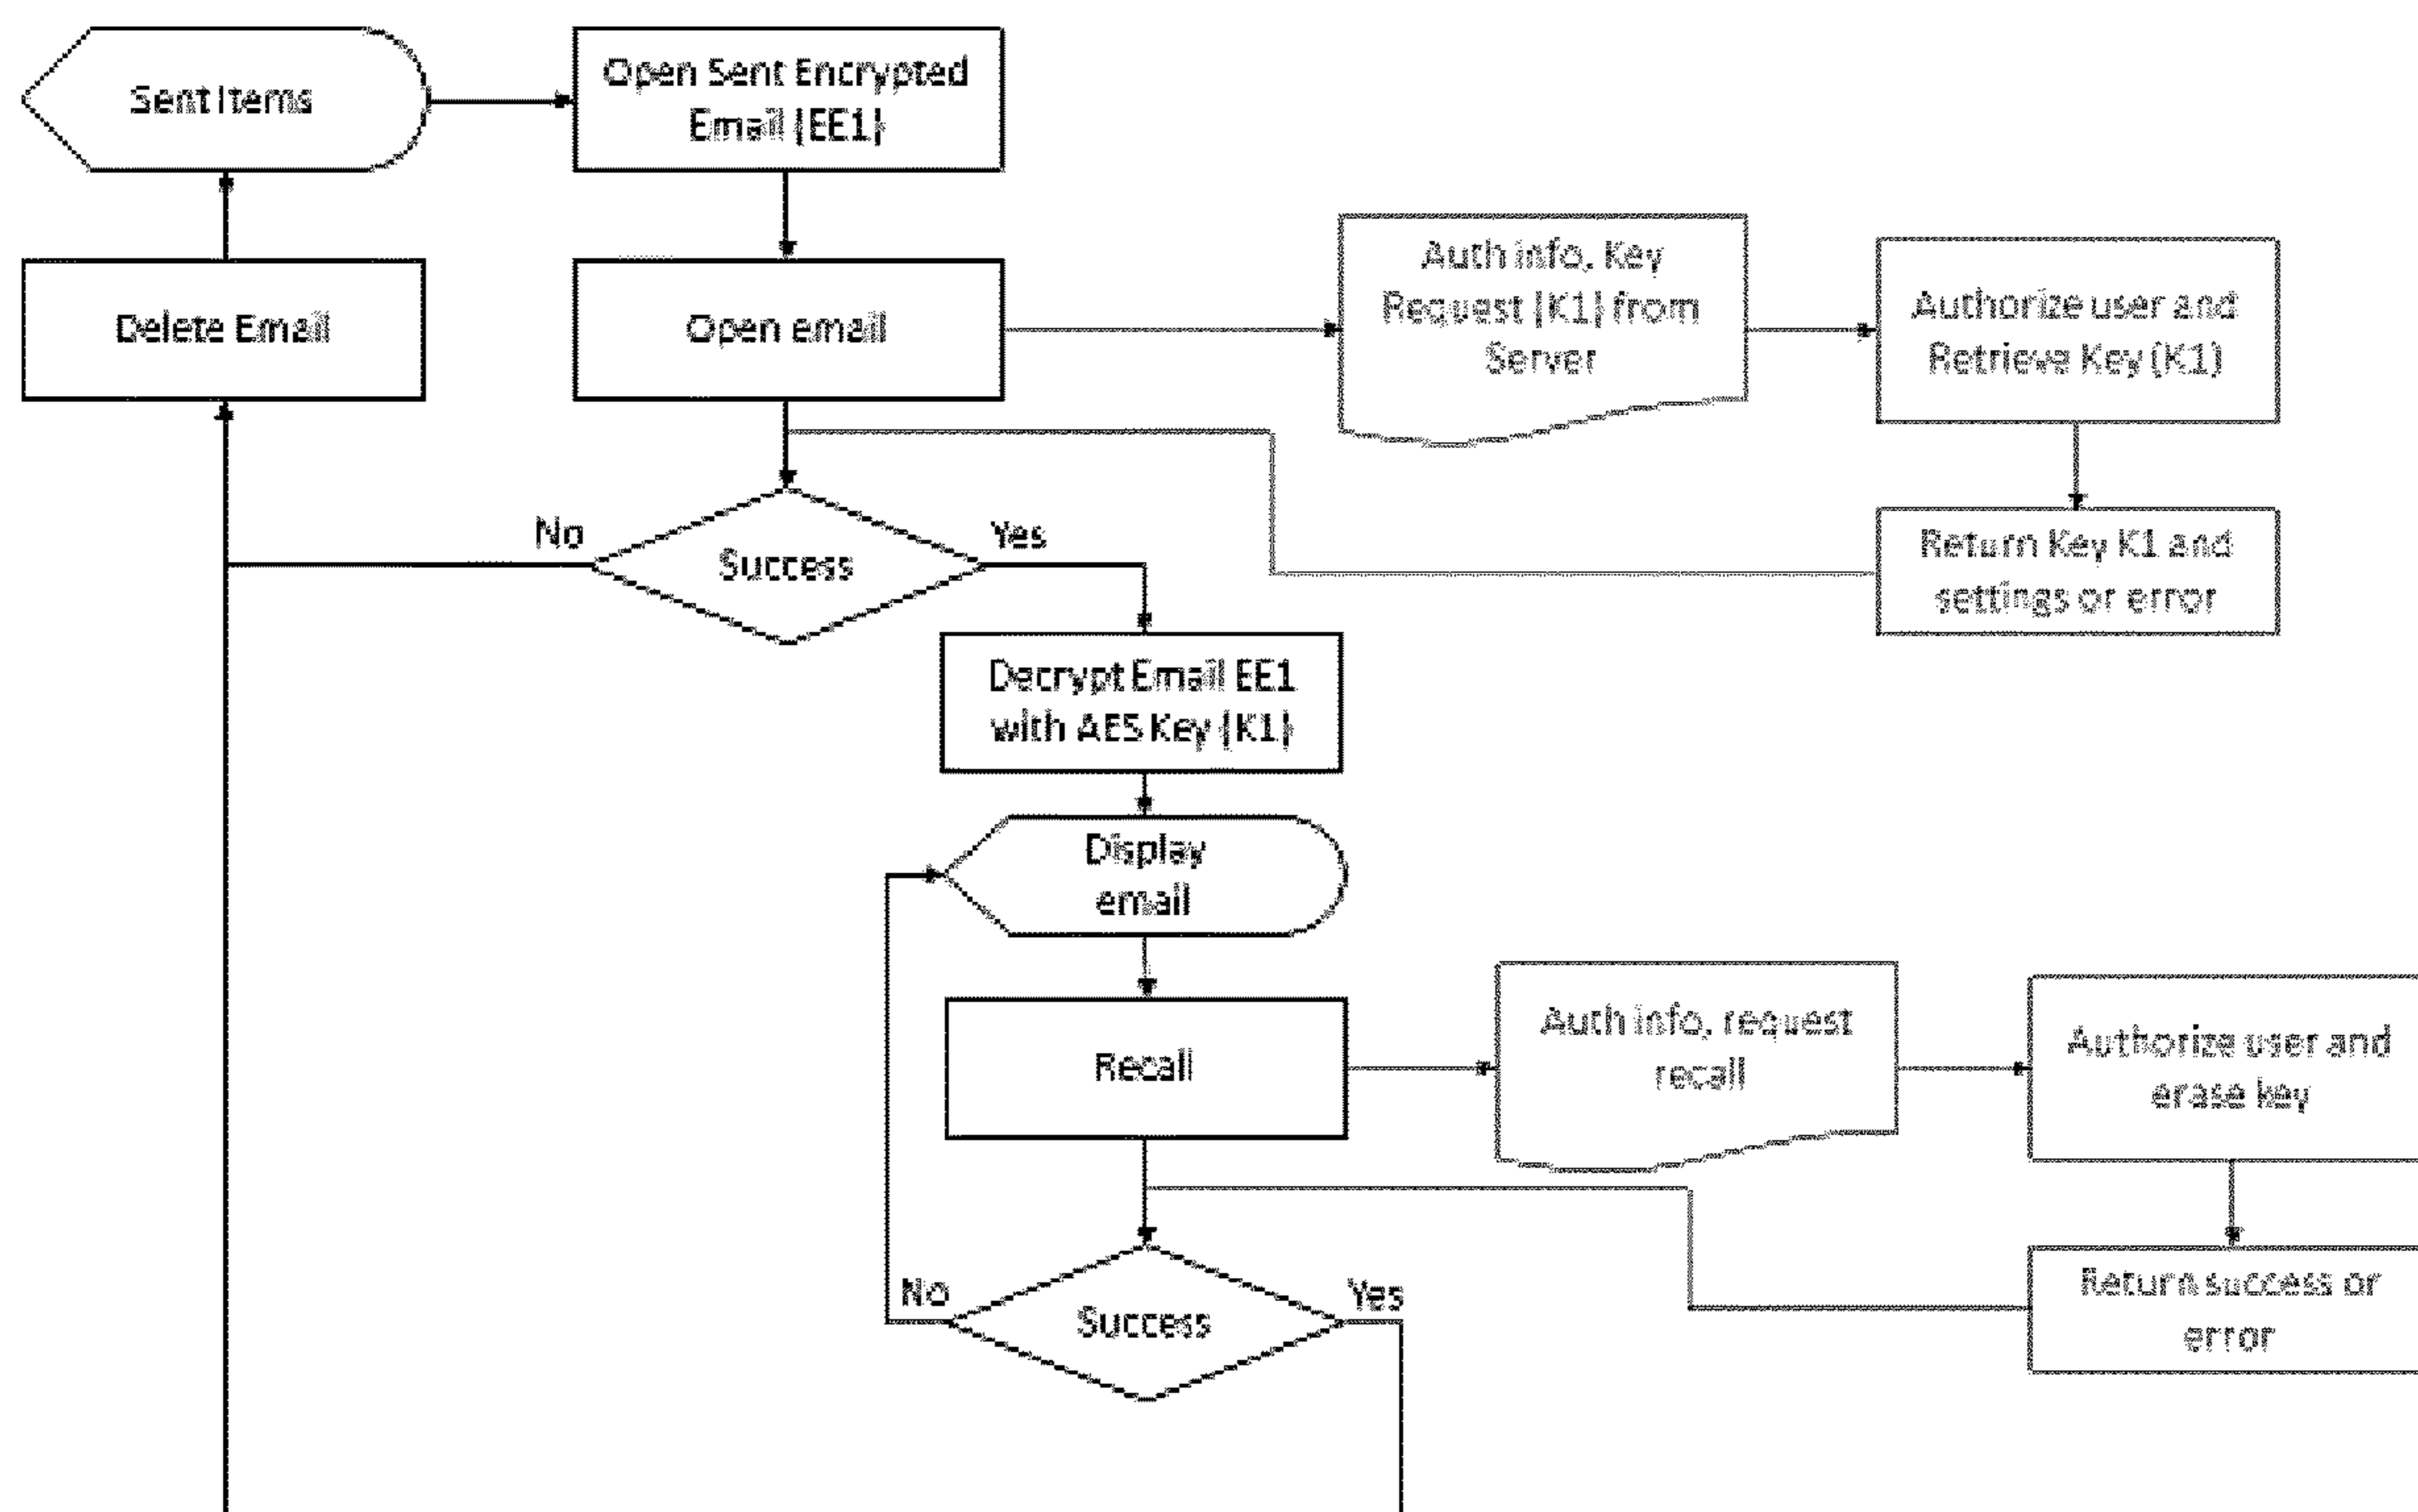 Sent Items
Open Sent Encrypted
Email (EE1)
Delete Email
Open email
Auth info, Key
Request (K1) from
Server
Authorize user and
Retrieve Key (K1)
No
Success
Yes
Return Key K1 and
settings or error
Decrypt Email EE1
with AES Key (K1)
Display
email
Recall
Auth info, request
recall
Authorize user and
erase key
No
Success
Yes
Return success or
error